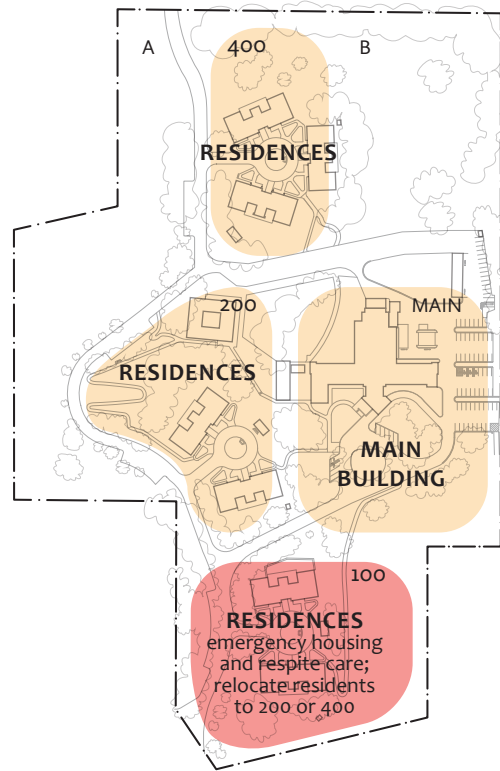 A
400
B
RESIDENCES
200
MAIN
RESIDENCES
MAIN
BUILDING
100
RESIDENCES
emergency housing
and respite care;
relocate residents
to 200 or 400